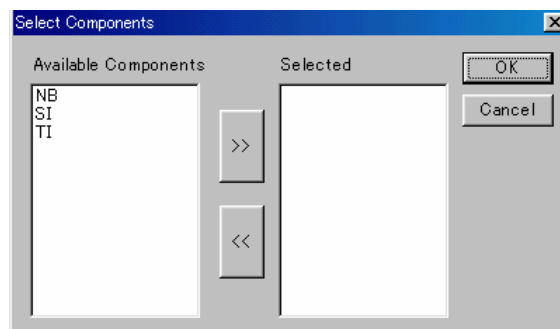 Select Components
Available Components
Selected
OK
NB
SI
TI
>>
Cancel
<<